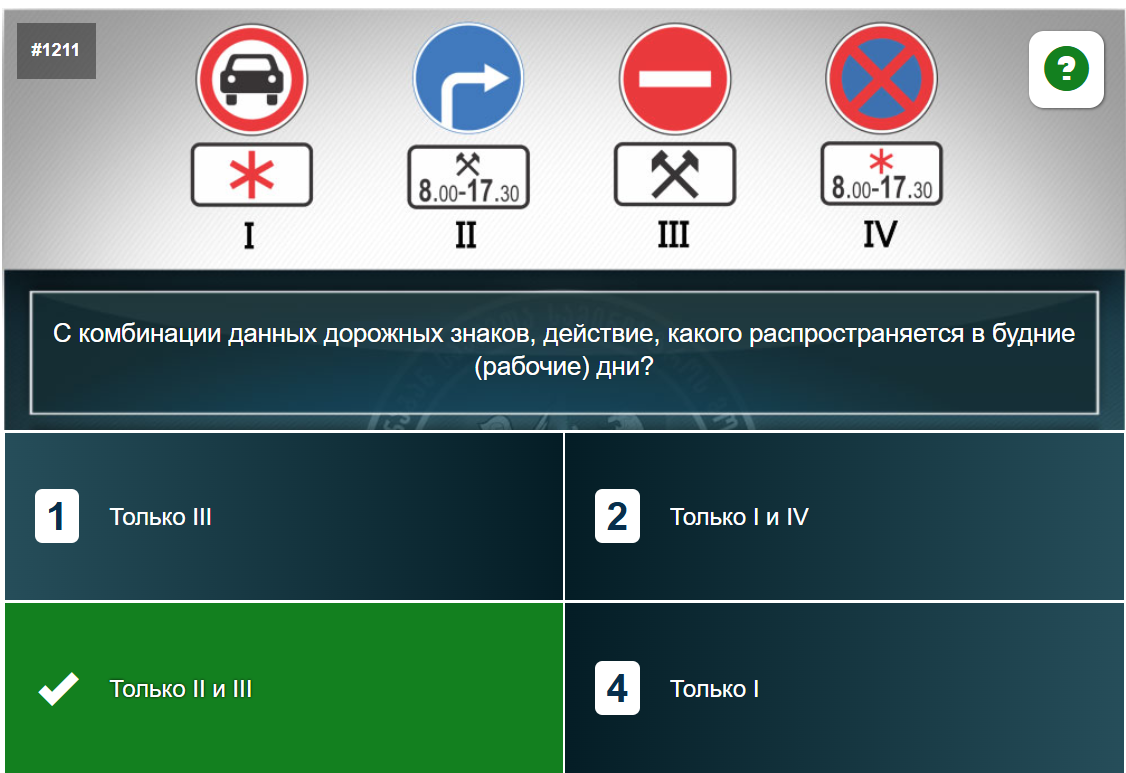 #1211
?
8.00-17.30
8.00-17.30
I
II
III
IV
С комбинации данных дорожных знаков, действие, какого распространяется в будние
(рабочие) дни?
1
Только III
2
Только I и IV
Только II и III
4
Только I